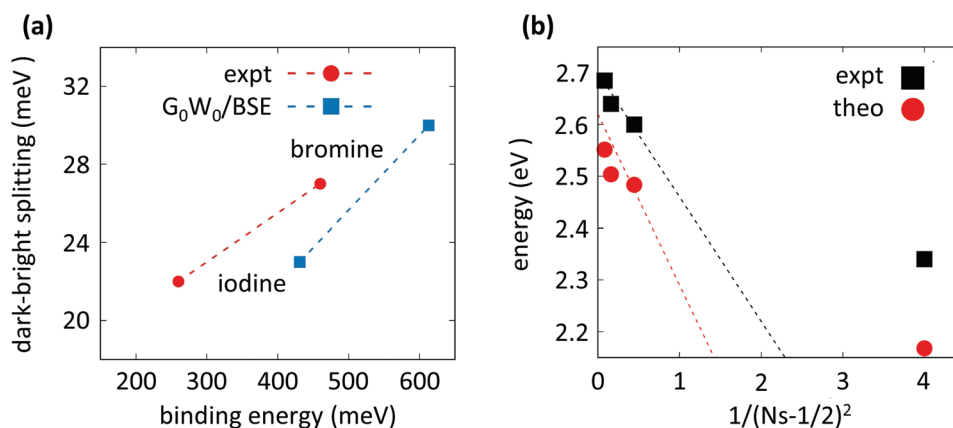 (a)
dark-bright splitting (meV)
32
28
22
20
expt
G₀W₀/BSE
bromine
iodine
200 300 400 500 600
binding energy (meV)
(b)
energy (eV)
2.7
2.6
2.5
2.4
2.3
2.2
expt
theo
0 1 2 3 4
1/(Ns-1/2)²